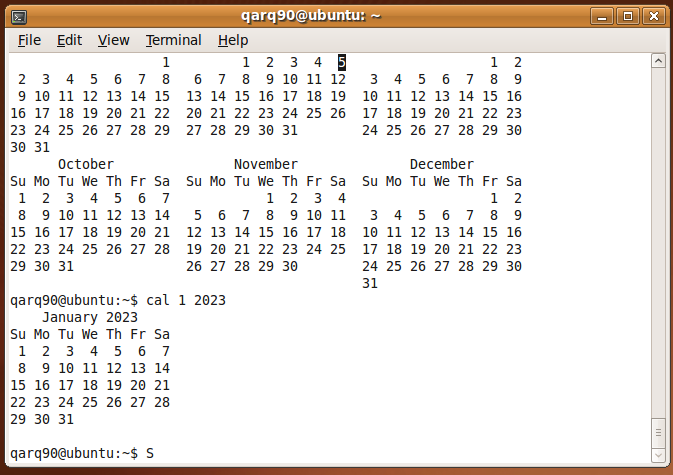 qarq90@ubuntu: ~
File Edit View Terminal Help
                   1         1  2  3  4  5                  1  2
 2  3  4  5  6  7  8   6  7  8  9 10 11 12   3  4  5  6  7  8  9
 9 10 11 12 13 14 15  13 14 15 16 17 18 19  10 11 12 13 14 15 16
16 17 18 19 20 21 22  20 21 22 23 24 25 26  17 18 19 20 21 22 23
23 24 25 26 27 28 29  27 28 29 30 31        24 25 26 27 28 29 30
30 31
      October               November              December
Su Mo Tu We Th Fr Sa  Su Mo Tu We Th Fr Sa  Su Mo Tu We Th Fr Sa
 1  2  3  4  5  6  7            1  2  3  4                  1  2
 8  9 10 11 12 13 14   5  6  7  8  9 10 11   3  4  5  6  7  8  9
15 16 17 18 19 20 21  12 13 14 15 16 17 18  10 11 12 13 14 15 16
22 23 24 25 26 27 28  19 20 21 22 23 24 25  17 18 19 20 21 22 23
29 30 31              26 27 28 29 30        24 25 26 27 28 29 30
                                            31
qarq90@ubuntu:~$ cal 1 2023
    January 2023
Su Mo Tu We Th Fr Sa
 1  2  3  4  5  6  7
 8  9 10 11 12 13 14
15 16 17 18 19 20 21
22 23 24 25 26 27 28
29 30 31
qarq90@ubuntu:~$ S